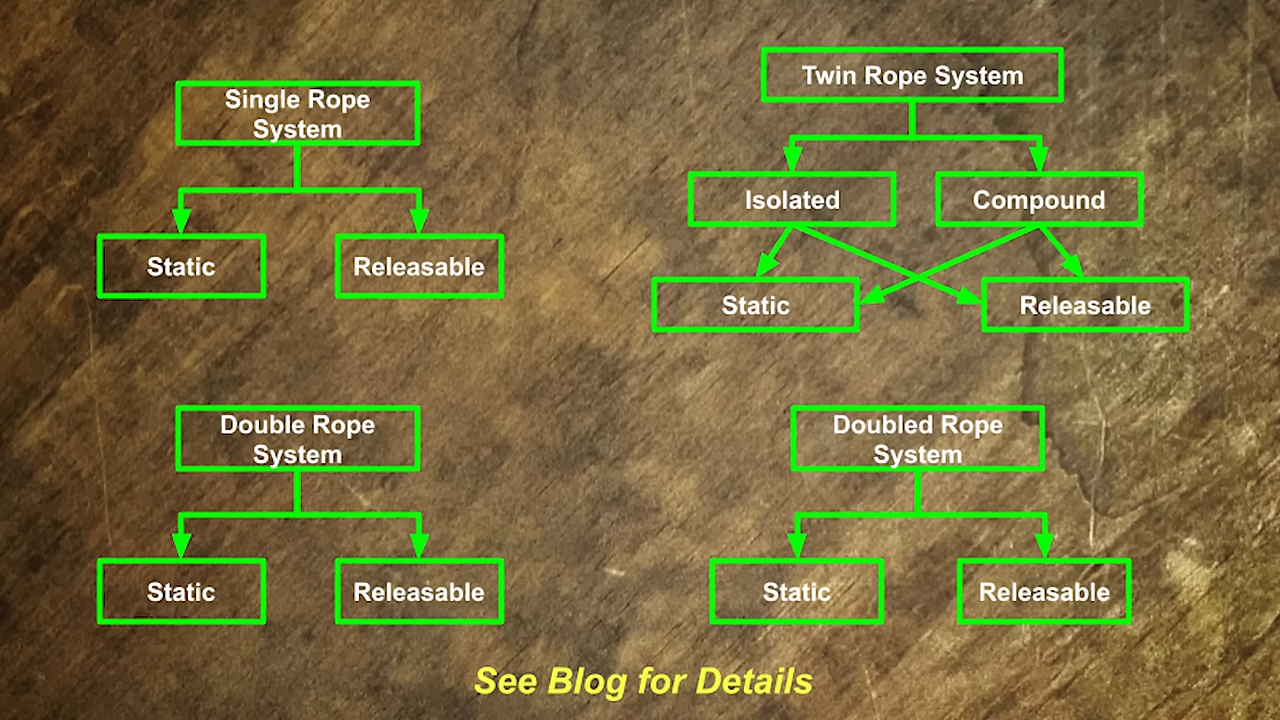 Single Rope
System
Static
Releasable
Twin Rope System
Isolated
Compound
Static
Releasable
Double Rope
System
Static
Releasable
Doubled Rope
System
Static
Releasable
See Blog for Details